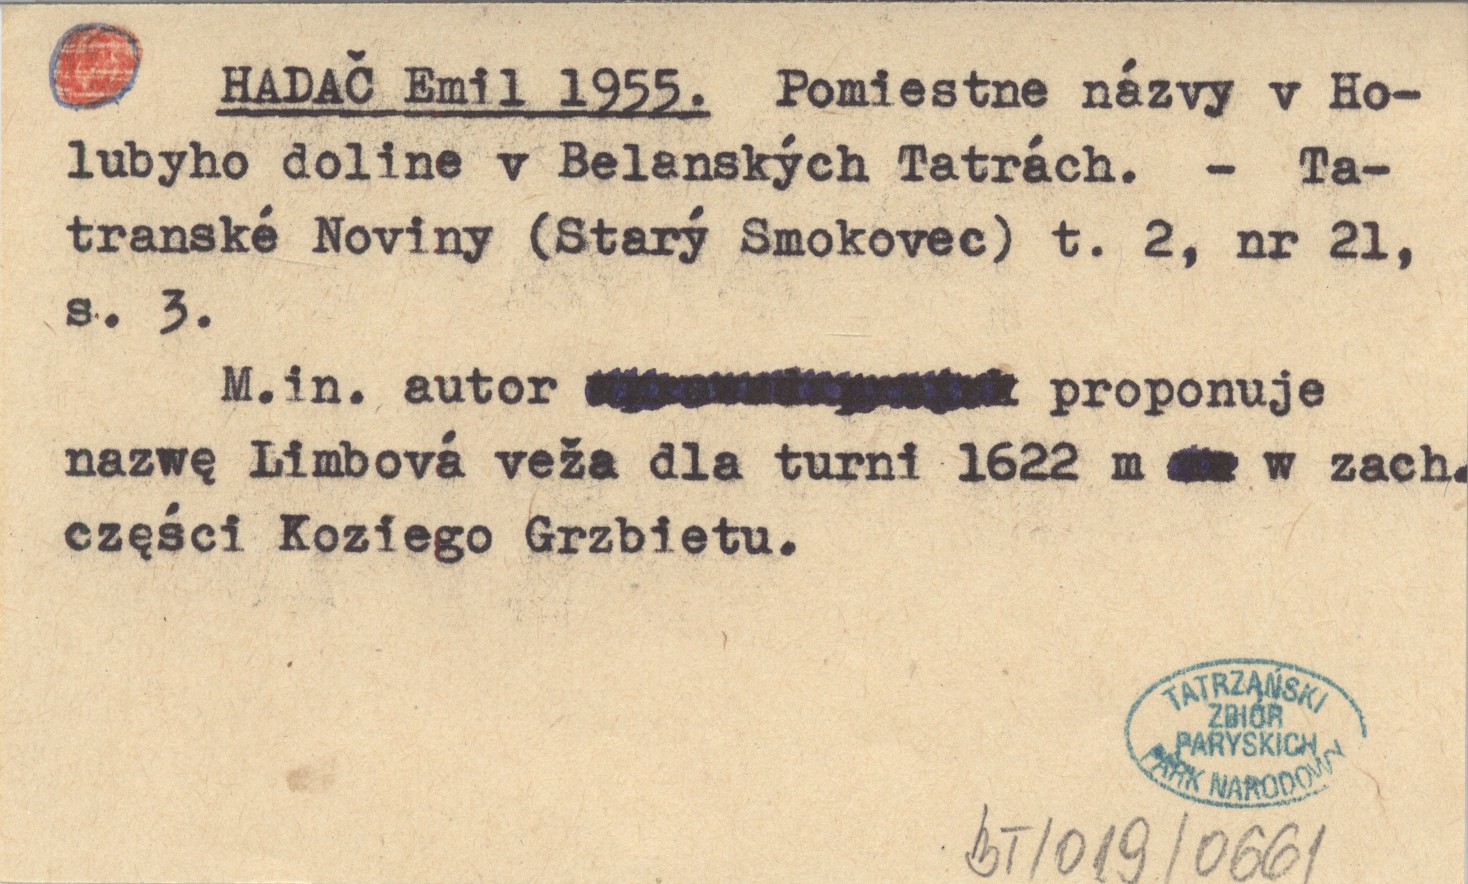 HADAČ Emil 1955. Pomiestne názvy v Ho-
lubyho doline v Belanských Tatrách. - Ta-
transké Noviny (Starý Smokovec) t. 2, nr 21,
s. 3.
M.in. autor proponuje
nazwę Limbová veža dla turni 1622 m w zach.
części Koziego Grzbietu.
TATRZAŃSKI
ZBIÓR
PARYSKICH
PARK NARODOWY
BT/019/0661